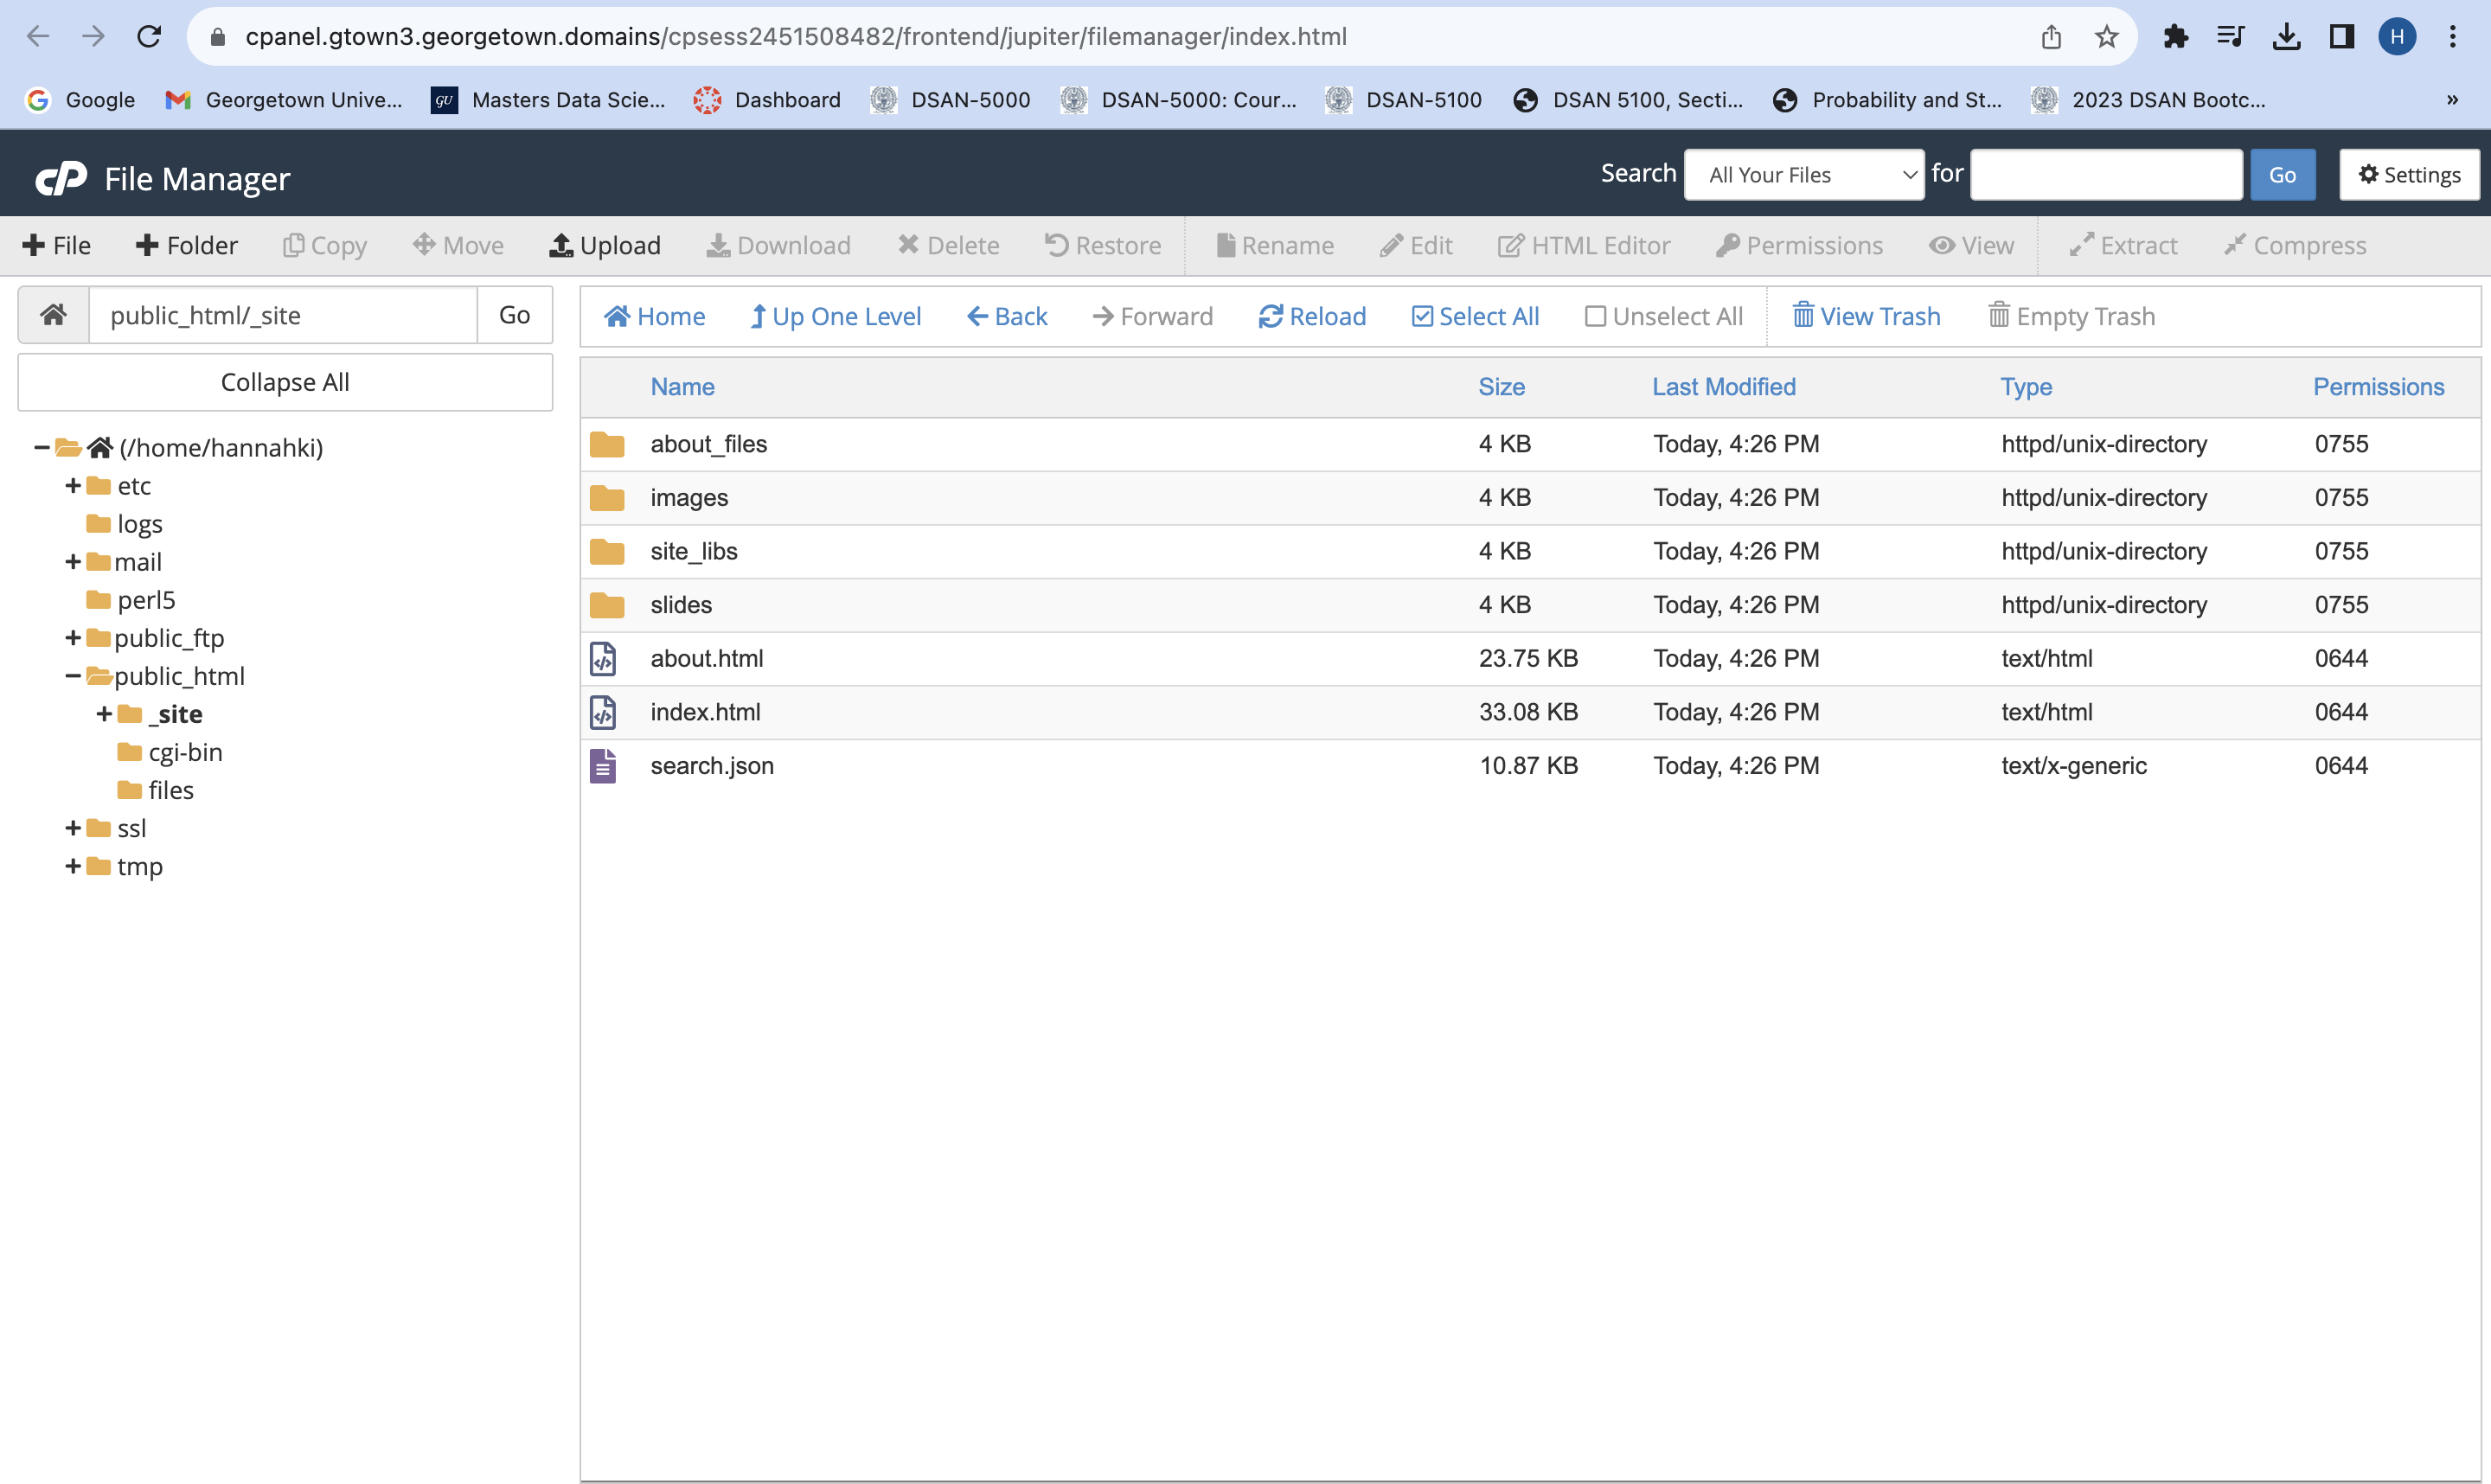 cpanel.gtown3.georgetown.domains/cpsess2451508482/frontend/jupiter/filemanager/index.html
H
Google Georgetown Unive... GU Masters Data Scie... Dashboard DSAN-5000 DSAN-5000: Cour... DSAN-5100 DSAN 5100, Secti... Probability and St... 2023 DSAN Bootc... »
cP File Manager Search All Your Files for Go Settings
File Folder Copy Move Upload Download Delete Restore Rename Edit HTML Editor Permissions View Extract Compress
public_html/_site Go
Home Up One Level Back Forward Reload Select All Unselect All View Trash Empty Trash
Collapse All
(/home/hannahki)
etc
logs
mail
perl5
public_ftp
public_html
_site
cgi-bin
files
ssl
tmp
Name Size Last Modified Type Permissions
about_files 4 KB Today, 4:26 PM httpd/unix-directory 0755
images 4 KB Today, 4:26 PM httpd/unix-directory 0755
site_libs 4 KB Today, 4:26 PM httpd/unix-directory 0755
slides 4 KB Today, 4:26 PM httpd/unix-directory 0755
about.html 23.75 KB Today, 4:26 PM text/html 0644
index.html 33.08 KB Today, 4:26 PM text/html 0644
search.json 10.87 KB Today, 4:26 PM text/x-generic 0644